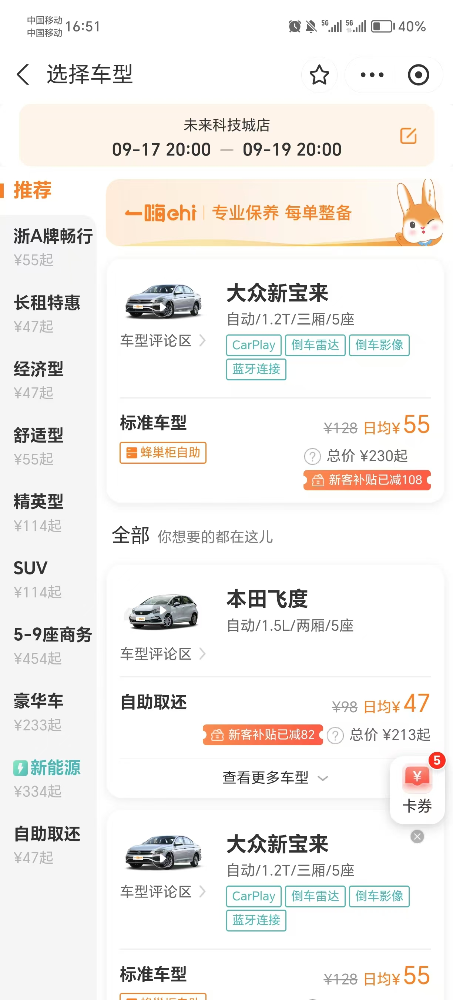 中国移动
中国移动
16:51
5G
5G
40%
选择车型
未来科技城店
09-17 20:00 — 09-19 20:00
推荐
浙A牌畅行
¥55起
长租特惠
¥47起
经济型
¥47起
舒适型
¥55起
精英型
¥114起
SUV
¥114起
5-9座商务
¥454起
豪华车
¥233起
新能源
¥334起
自助取还
¥47起
一嗨ehi | 专业保养 每单整备
大众新宝来
自动/1.2T/三厢/5座
车型评论区
CarPlay 倒车雷达 倒车影像
蓝牙连接
标准车型
¥128 日均¥55
蜂巢柜自助
? 总价 ¥230起
新客补贴已减108
全部 你想要的都在这儿
本田飞度
自动/1.5L/两厢/5座
车型评论区
自助取还
¥98 日均¥47
新客补贴已减82 ? 总价 ¥213起
查看更多车型
5
¥
卡券
大众新宝来
自动/1.2T/三厢/5座
车型评论区
CarPlay 倒车雷达 倒车影像
蓝牙连接
标准车型
¥128 日均¥55